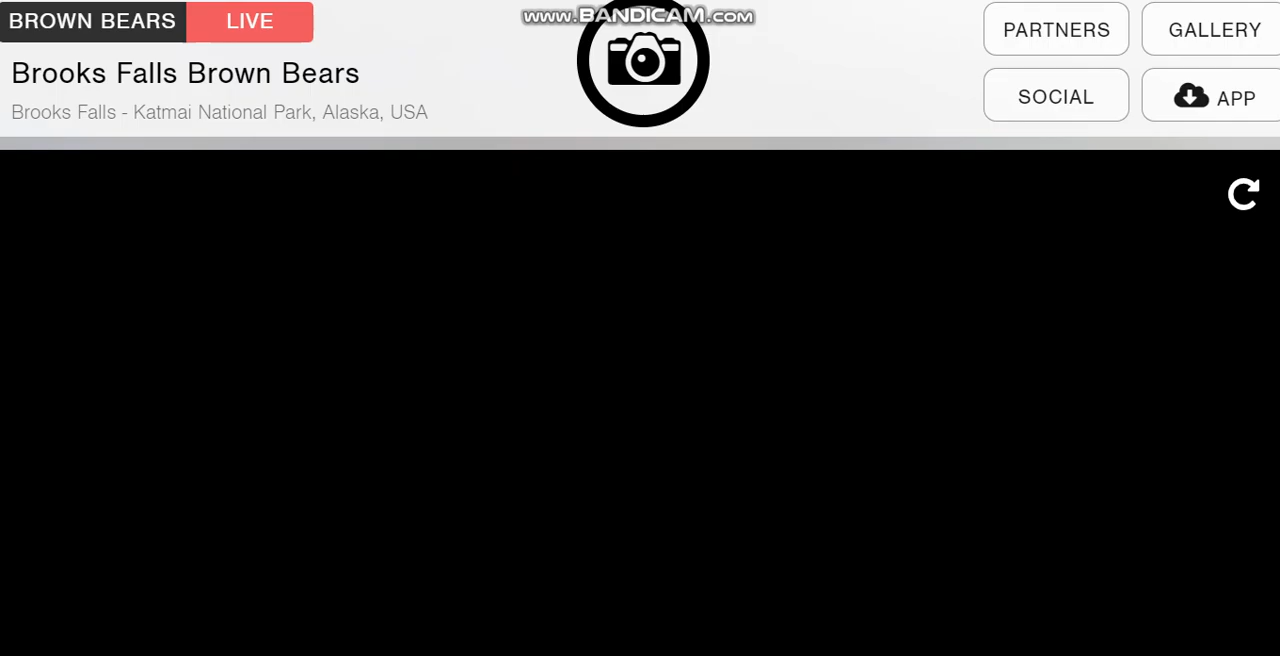 BROWN BEARS LIVE
www.BANDICAM.com
Brooks Falls Brown Bears
Brooks Falls - Katmai National Park, Alaska, USA
PARTNERS
GALLERY
SOCIAL
APP